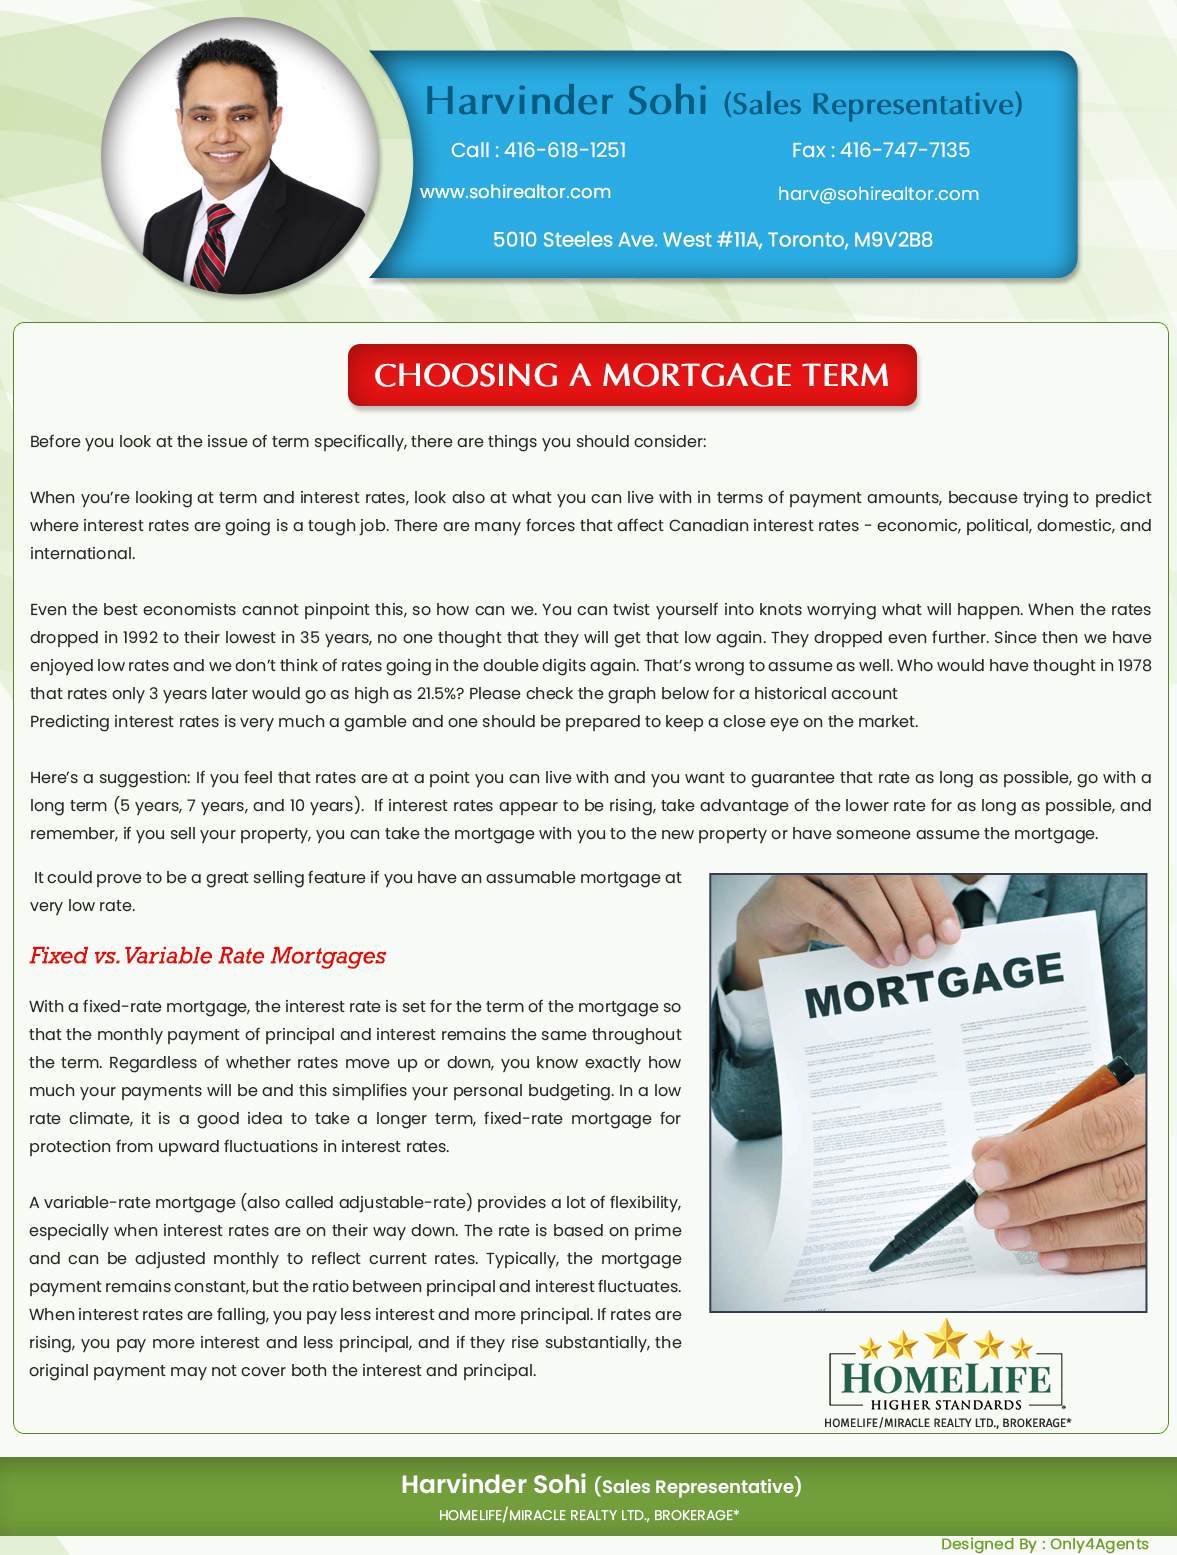 Harvinder Sohi (Sales Representative)
Call : 416-618-1251
Fax : 416-747-7135
www.sohirealtor.com
harv@sohirealtor.com
5010 Steeles Ave. West #11A, Toronto, M9V2B8
CHOOSING A MORTGAGE TERM
Before you look at the issue of term specifically, there are things you should consider:
When you’re looking at term and interest rates, look also at what you can live with in terms of payment amounts, because trying to predict
where interest rates are going is a tough job. There are many forces that affect Canadian interest rates - economic, political, domestic, and
international.
Even the best economists cannot pinpoint this, so how can we. You can twist yourself into knots worrying what will happen. When the rates
dropped in 1992 to their lowest in 35 years, no one thought that they will get that low again. They dropped even further. Since then we have
enjoyed low rates and we don’t think of rates going in the double digits again. That’s wrong to assume as well. Who would have thought in 1978
that rates only 3 years later would go as high as 21.5%? Please check the graph below for a historical account
Predicting interest rates is very much a gamble and one should be prepared to keep a close eye on the market.
Here’s a suggestion: If you feel that rates are at a point you can live with and you want to guarantee that rate as long as possible, go with a
long term (5 years, 7 years, and 10 years). If interest rates appear to be rising, take advantage of the lower rate for as long as possible, and
remember, if you sell your property, you can take the mortgage with you to the new property or have someone assume the mortgage.
It could prove to be a great selling feature if you have an assumable mortgage at
very low rate.
Fixed vs. Variable Rate Mortgages
With a fixed-rate mortgage, the interest rate is set for the term of the mortgage so
that the monthly payment of principal and interest remains the same throughout
the term. Regardless of whether rates move up or down, you know exactly how
much your payments will be and this simplifies your personal budgeting. In a low
rate climate, it is a good idea to take a longer term, fixed-rate mortgage for
protection from upward fluctuations in interest rates.
A variable-rate mortgage (also called adjustable-rate) provides a lot of flexibility,
especially when interest rates are on their way down. The rate is based on prime
and can be adjusted monthly to reflect current rates. Typically, the mortgage
payment remains constant, but the ratio between principal and interest fluctuates.
When interest rates are falling, you pay less interest and more principal. If rates are
rising, you pay more interest and less principal, and if they rise substantially, the
original payment may not cover both the interest and principal.
MORTGAGE
HOMELIFE
HIGHER STANDARDS
HOMELIFE/MIRACLE REALTY LTD., BROKERAGE*
Harvinder Sohi (Sales Representative)
HOMELIFE/MIRACLE REALTY LTD., BROKERAGE*
Designed By : Only4Agents